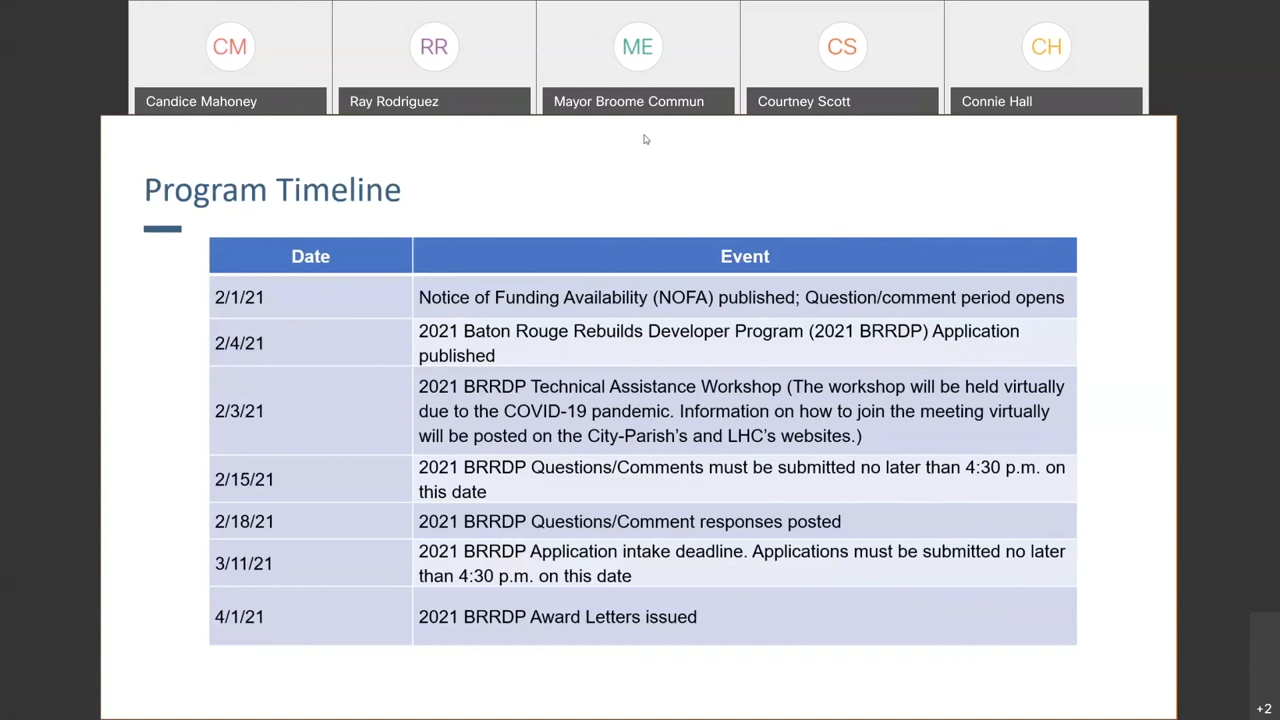 CM
RR
ME
CS
CH
Candice Mahoney
Ray Rodriguez
Mayor Broome Commun
Courtney Scott
Connie Hall
Program Timeline
Date
Event
2/1/21
Notice of Funding Availability (NOFA) published; Question/comment period opens
2/4/21
2021 Baton Rouge Rebuilds Developer Program (2021 BRRDP) Application
published
2/3/21
2021 BRRDP Technical Assistance Workshop (The workshop will be held virtually
due to the COVID-19 pandemic. Information on how to join the meeting virtually
will be posted on the City-Parish's and LHC's websites.)
2/15/21
2021 BRRDP Questions/Comments must be submitted no later than 4:30 p.m. on
this date
2/18/21
2021 BRRDP Questions/Comment responses posted
3/11/21
2021 BRRDP Application intake deadline. Applications must be submitted no later
than 4:30 p.m. on this date
4/1/21
2021 BRRDP Award Letters issued
+2